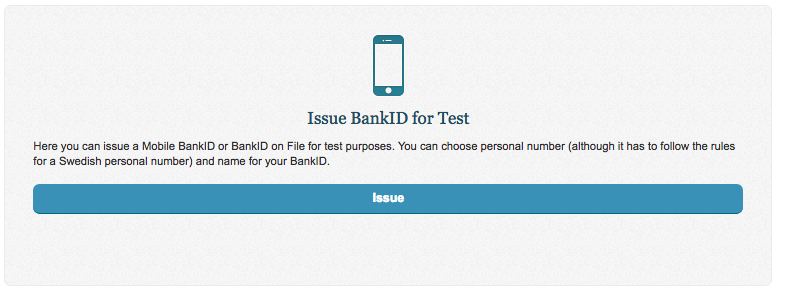 Issue BankID for Test
Here you can issue a Mobile BankID or BankID on File for test purposes. You can choose personal number (although it has to follow the rules
for a Swedish personal number) and name for your BankID.
Issue